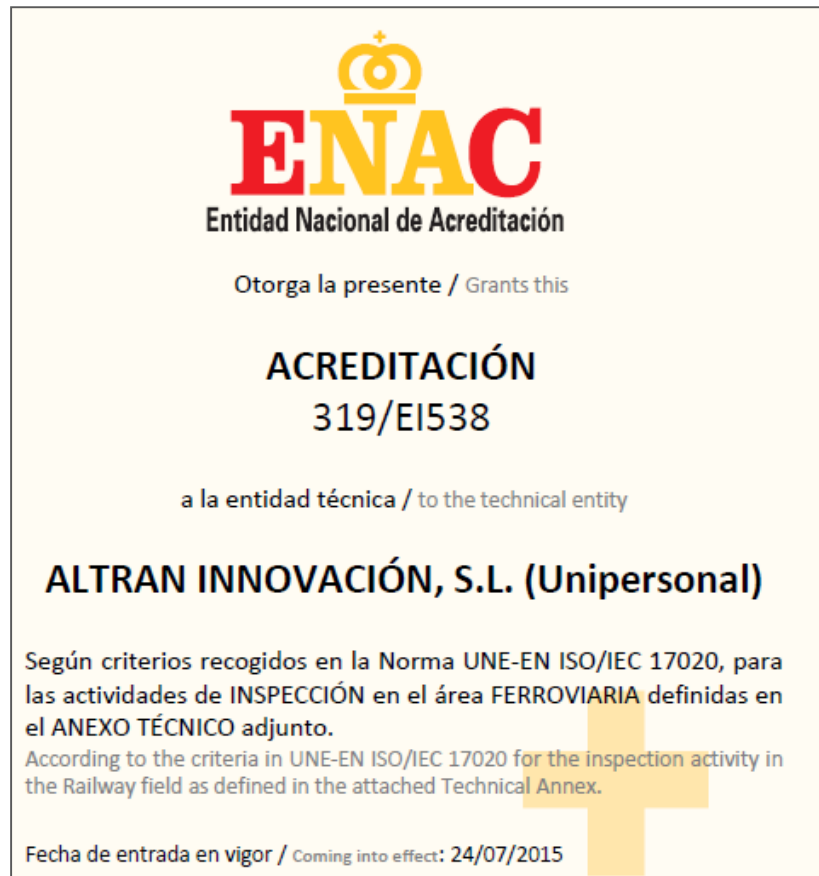 ENAC
Entidad Nacional de Acreditación
Otorga la presente / Grants this
ACREDITACIÓN
319/EI538
a la entidad técnica / to the technical entity
ALTRAN INNOVACIÓN, S.L. (Unipersonal)
Según criterios recogidos en la Norma UNE-EN ISO/IEC 17020, para
las actividades de INSPECCIÓN en el área FERROVIARIA definidas en
el ANEXO TÉCNICO adjunto.
According to the criteria in UNE-EN ISO/IEC 17020 for the inspection activity in
the Railway field as defined in the attached Technical Annex.
Fecha de entrada en vigor / Coming into effect: 24/07/2015